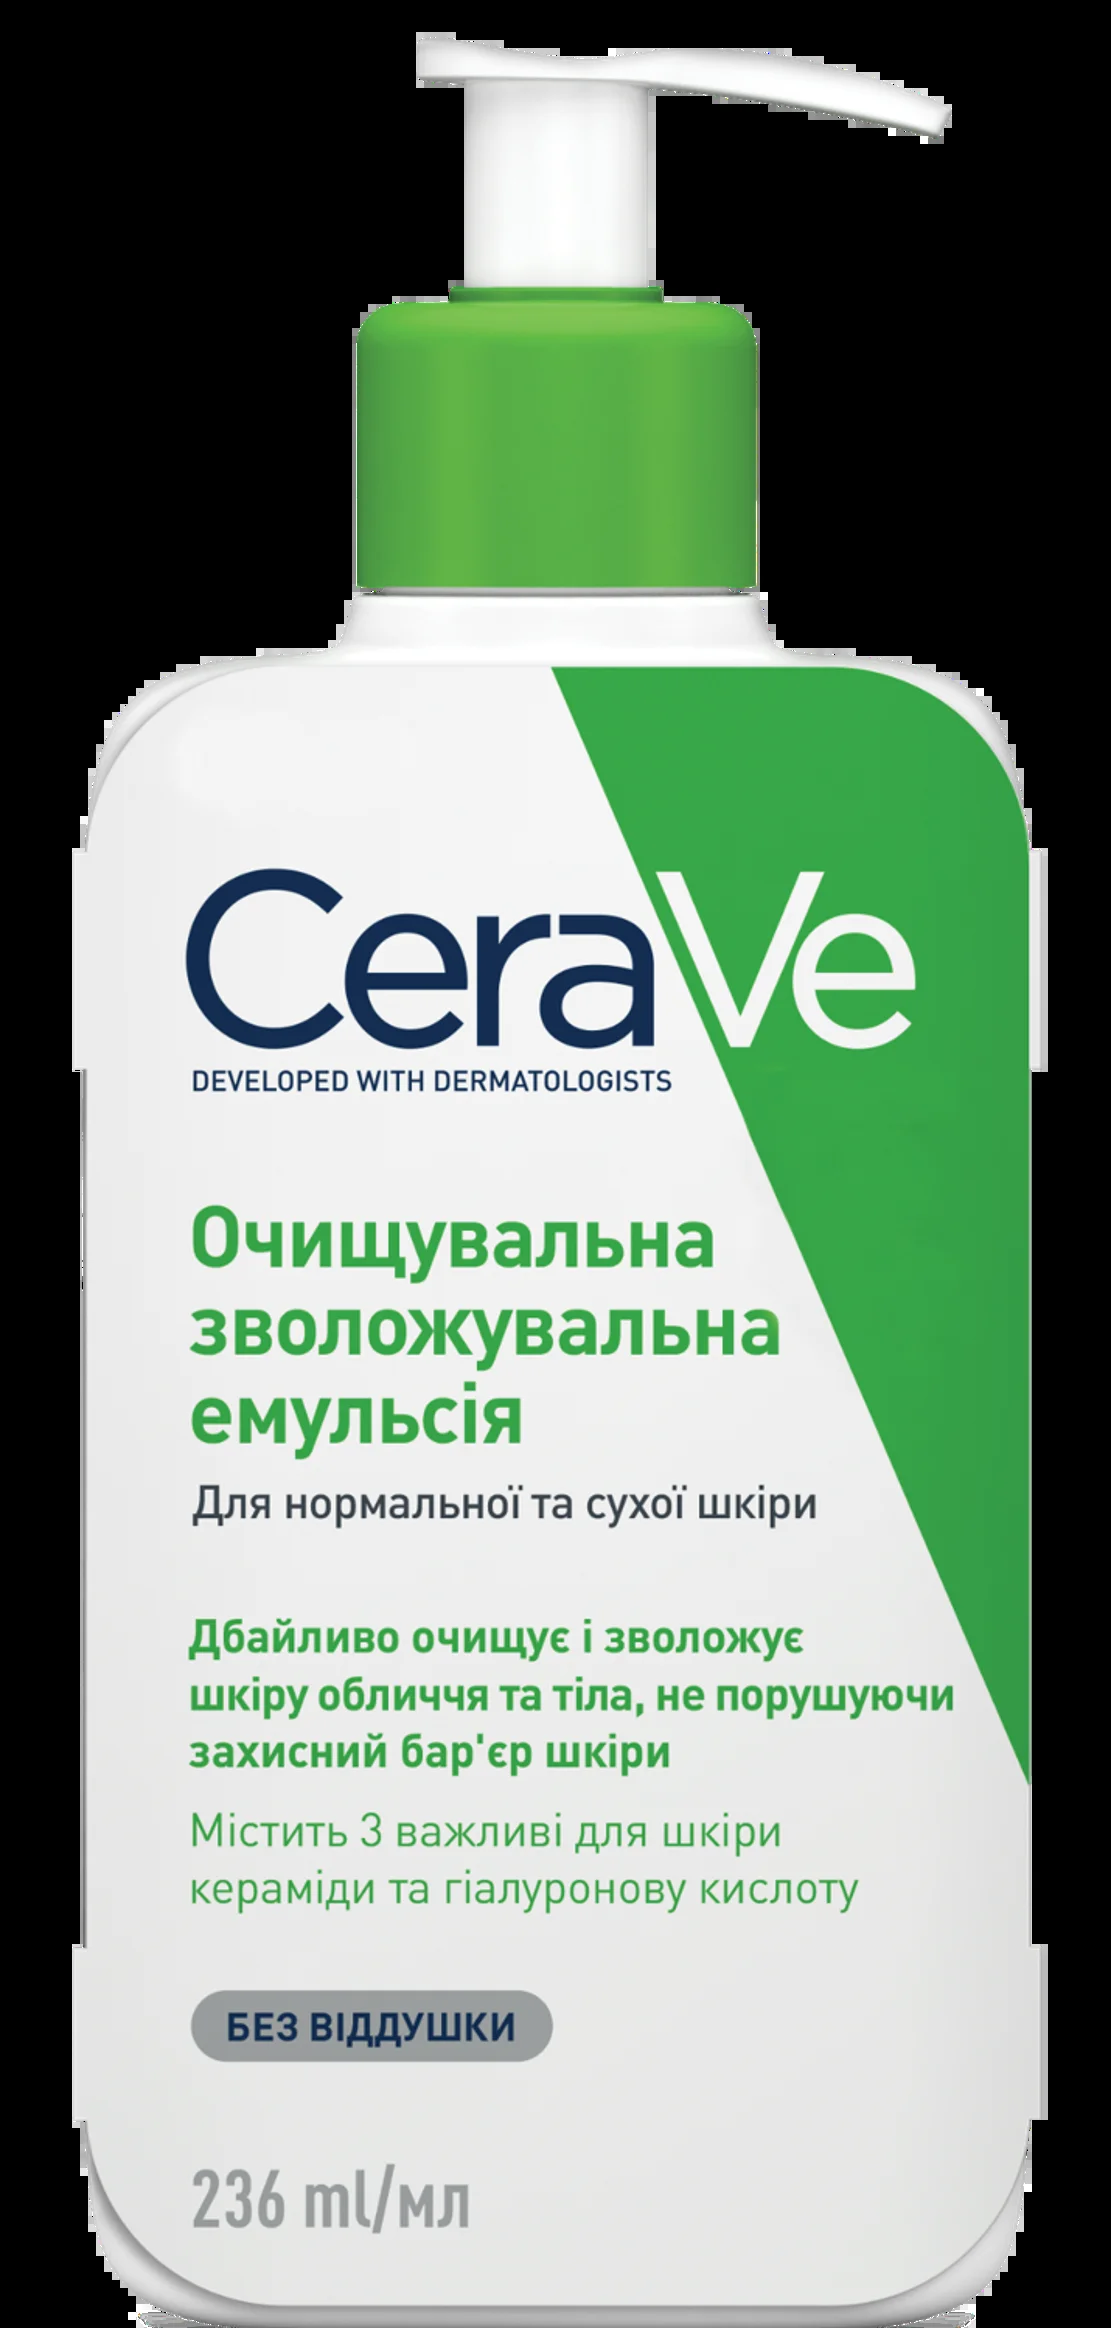 CeraVe
DEVELOPED WITH DERMATOLOGISTS
Очищувальна
зволожувальна
емульсія
Для нормальної та сухої шкіри
Дбайливо очищує і зволожує
шкіру обличчя та тіла, не порушуючи
захисний бар'єр шкіри
Містить 3 важливі для шкіри
кераміди та гіалуронову кислоту
БЕЗ ВІДДУШКИ
236 ml/мл